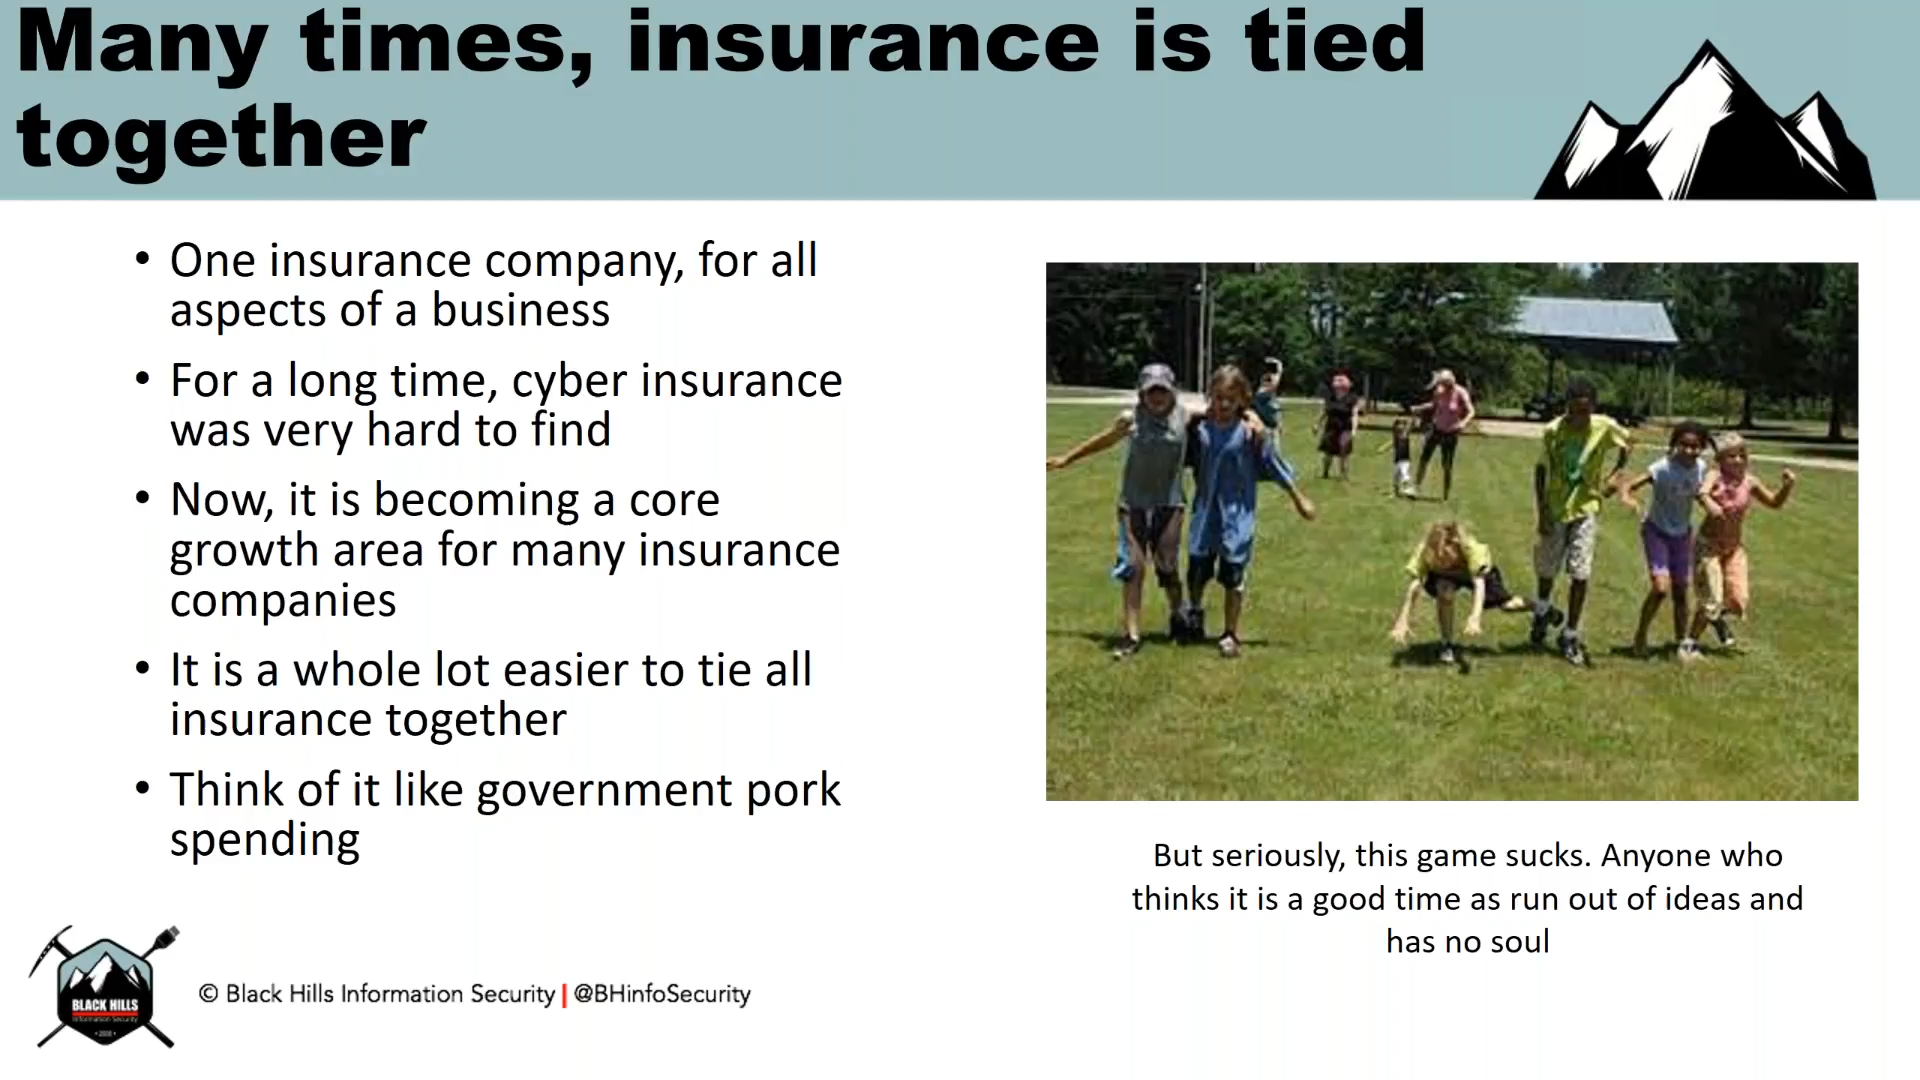 Many times, insurance is tied
together
• One insurance company, for all
aspects of a business
• For a long time, cyber insurance
was very hard to find
• Now, it is becoming a core
growth area for many insurance
companies
• It is a whole lot easier to tie all
insurance together
• Think of it like government pork
spending
But seriously, this game sucks. Anyone who
thinks it is a good time as run out of ideas and
has no soul
BLACK HILLS
Information Security
• 2008 •
© Black Hills Information Security | @BHinfoSecurity